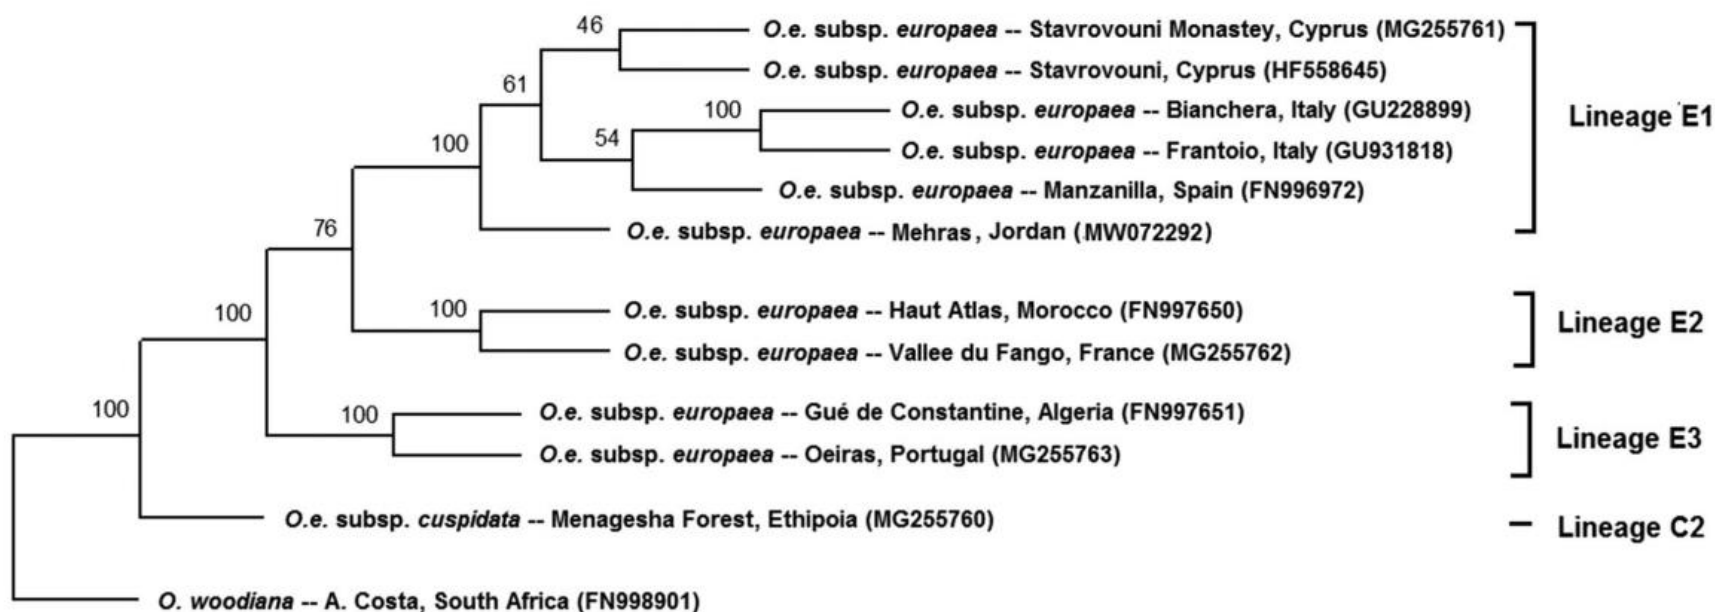 46
O.e. subsp. europaea -- Stavrovouni Monastey, Cyprus (MG255761)
O.e. subsp. europaea -- Stavrovouni, Cyprus (HF558645)
61
100
O.e. subsp. europaea -- Bianchera, Italy (GU228899)
Lineage E1
54
O.e. subsp. europaea -- Frantoio, Italy (GU931818)
100
O.e. subsp. europaea -- Manzanilla, Spain (FN996972)
76
O.e. subsp. europaea -- Mehras, Jordan (MW072292)
100
O.e. subsp. europaea -- Haut Atlas, Morocco (FN997650)
Lineage E2
100
O.e. subsp. europaea -- Vallee du Fango, France (MG255762)
100
100
O.e. subsp. europaea -- Gué de Constantine, Algeria (FN997651)
Lineage E3
O.e. subsp. europaea -- Oeiras, Portugal (MG255763)
O.e. subsp. cuspidata -- Menagesha Forest, Ethipoia (MG255760)
Lineage C2
O. woodiana -- A. Costa, South Africa (FN998901)